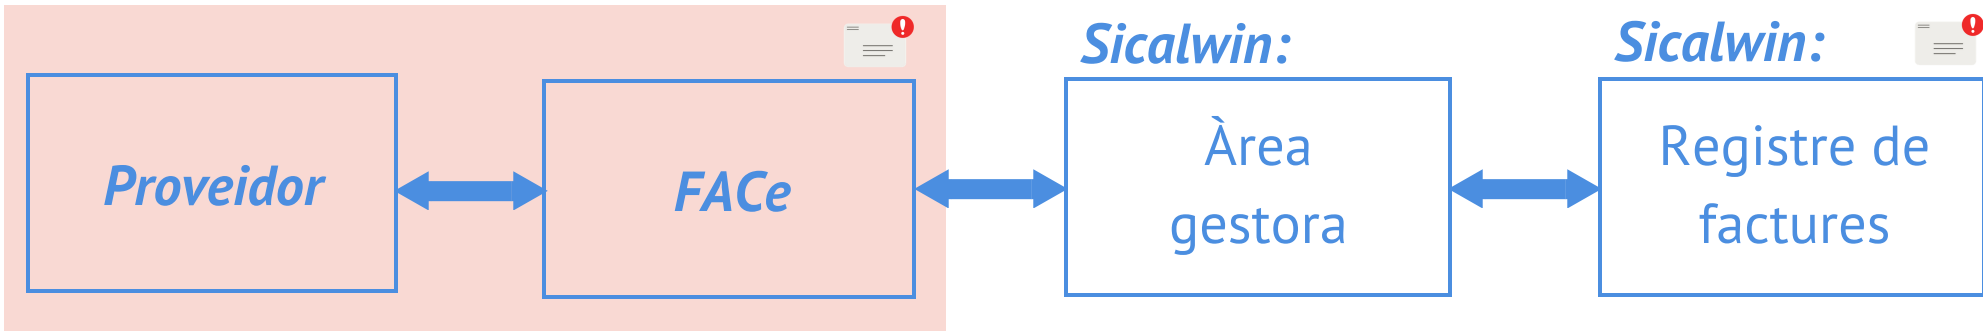 Sicalwin:
Sicalwin:
Proveidor
FACe
Àrea
gestora
Registre de
factures